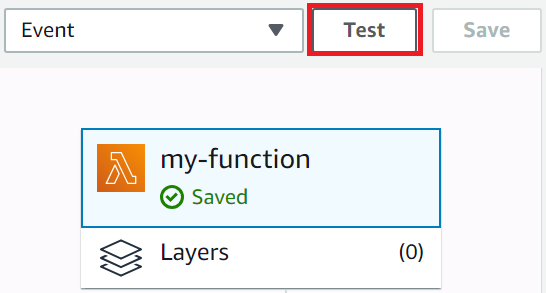 Event Test Save
my-function
Saved
Layers (0)